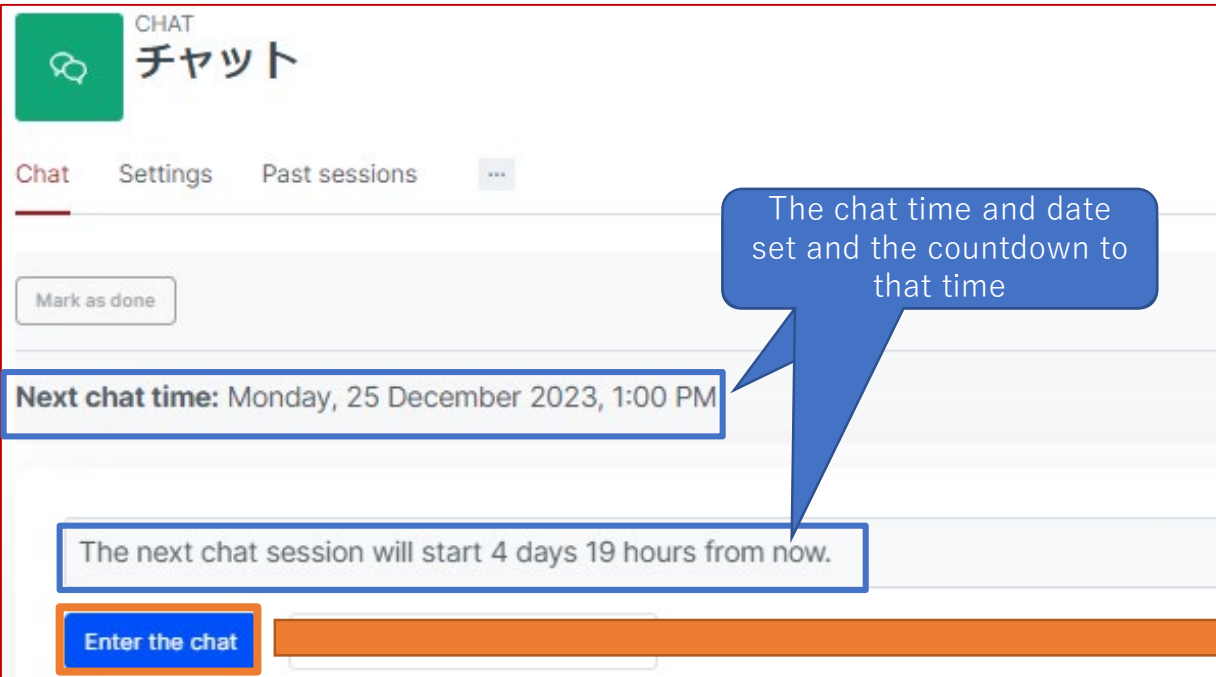 CHAT
チャット
Chat Settings Past sessions ...
The chat time and date
set and the countdown to
that time
Mark as done
Next chat time: Monday, 25 December 2023, 1:00 PM
The next chat session will start 4 days 19 hours from now.
Enter the chat